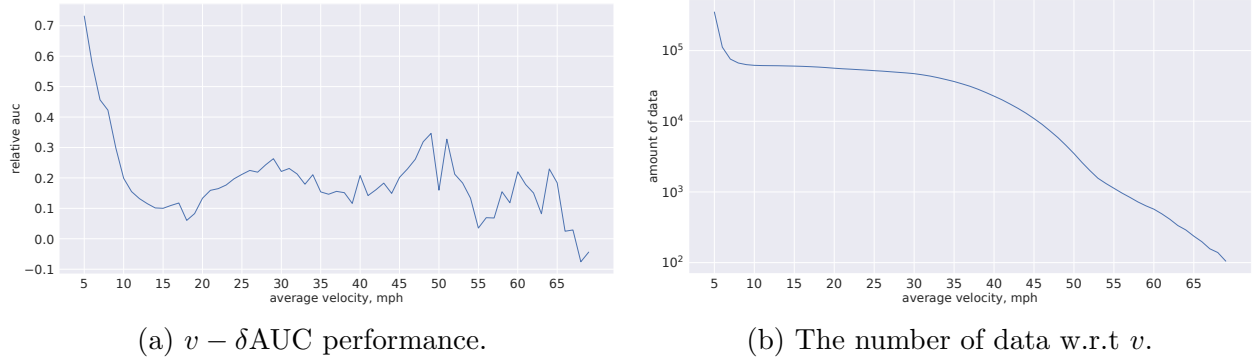 0.7
0.6
0.5
0.4
0.3
0.2
0.1
0.0
−0.1
relative auc
5 10 15 20 25 30 35 40 45 50 55 60 65
average velocity, mph
(a) v − δAUC performance.
10^5
10^4
10^3
10^2
amount of data
5 10 15 20 25 30 35 40 45 50 55 60 65
average velocity, mph
(b) The number of data w.r.t v.